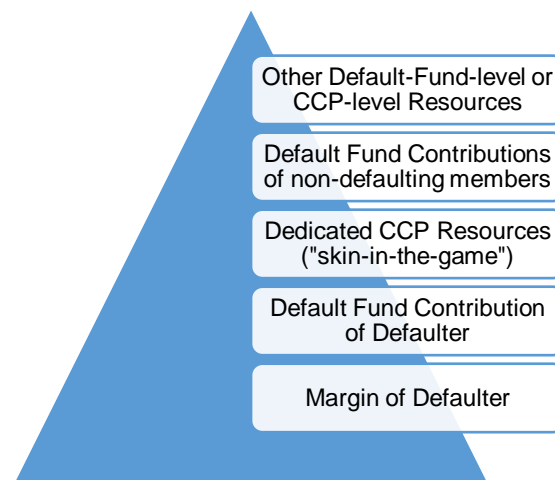 Other Default-Fund-level or
CCP-level Resources
Default Fund Contributions
of non-defaulting members
Dedicated CCP Resources
("skin-in-the-game")
Default Fund Contribution
of Defaulter
Margin of Defaulter